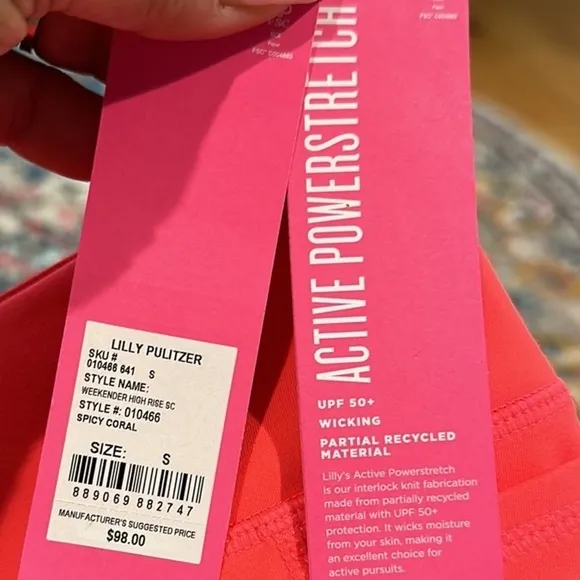 FSC® C004685
LILLY PULITZER
SKU #
010466 641 S
STYLE NAME:
WEEKENDER HIGH RISE SC
STYLE #: 010466
SPICY CORAL
SIZE: S
889069 882747
MANUFACTURER'S SUGGESTED PRICE
$98.00
ACTIVE POWERSTRETCH
UPF 50+
WICKING
PARTIAL RECYCLED
MATERIAL
Lilly's Active Powerstretch
is our interlock knit fabrication
made from partially recycled
material with UPF 50+
protection. It wicks moisture
from your skin, making it
an excellent choice for
active pursuits.